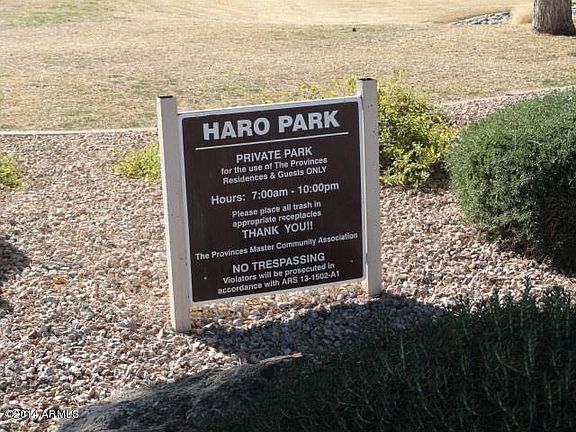 HARO PARK
PRIVATE PARK
for the use of The Provinces
Residences & Guests ONLY
Hours: 7:00am - 10:00pm
Please place all trash in
appropriate receptacies
THANK YOU!!
The Provinces Master Community Association
NO TRESPASSING
Violators will be prosecuted in
accordance with ARS 13-1502-A1
©2014 ARMLS